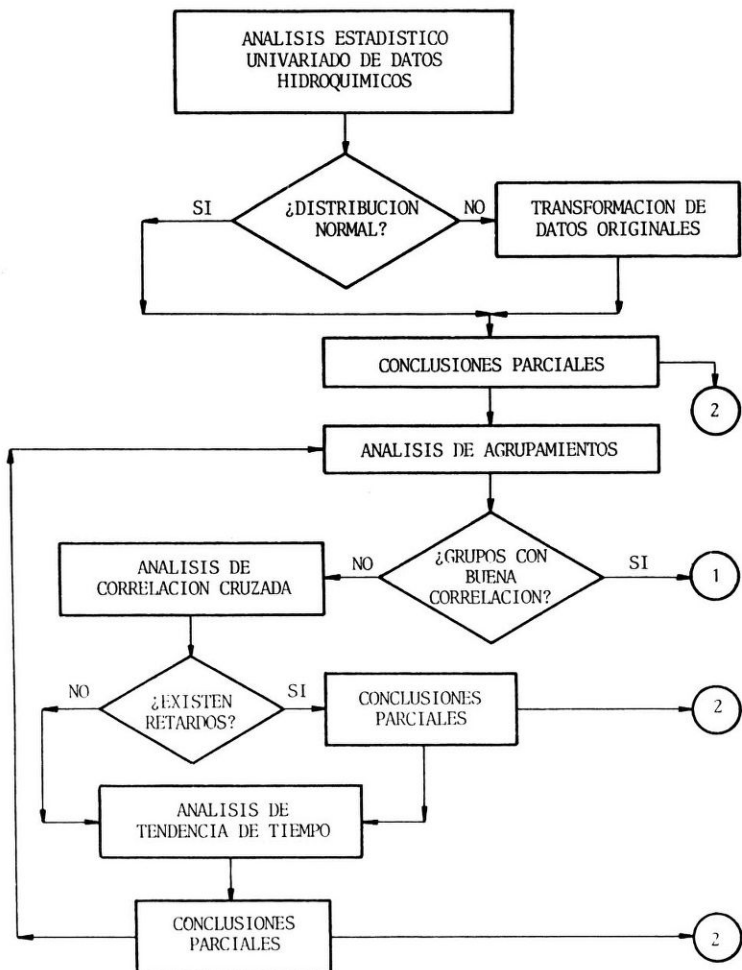 ANALISIS ESTADISTICO
UNIVARIADO DE DATOS
HIDROQUIMICOS
SI
¿DISTRIBUCION
NORMAL?
NO
TRANSFORMACION DE
DATOS ORIGINALES
CONCLUSIONES PARCIALES
2
ANALISIS DE AGRUPAMIENTOS
ANALISIS DE
CORRELACION CRUZADA
NO
¿GRUPOS CON
BUENA
CORRELACION?
SI
1
NO
¿EXISTEN
RETARDOS?
SI
CONCLUSIONES
PARCIALES
2
ANALISIS DE
TENDENCIA DE TIEMPO
CONCLUSIONES
PARCIALES
2